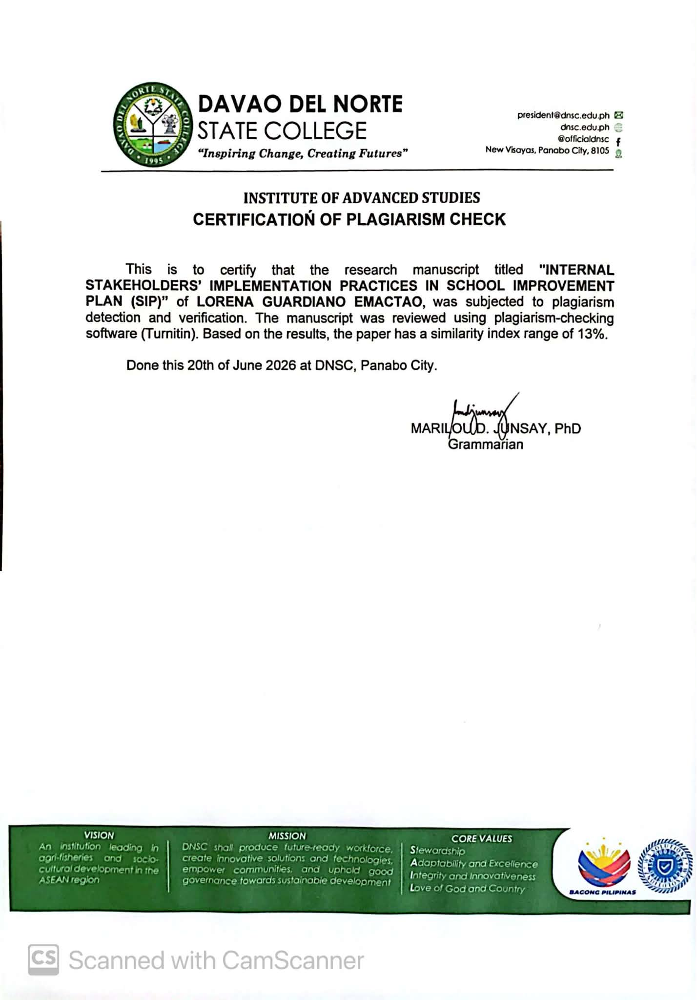 DAVAO DEL NORTE STATE COLLEGE
1995
DAVAO DEL NORTE
STATE COLLEGE
“Inspiring Change, Creating Futures”
president@dnsc.edu.ph
dnsc.edu.ph
@officialdnsc
New Visayas, Panabo City, 8105
INSTITUTE OF ADVANCED STUDIES
CERTIFICATION OF PLAGIARISM CHECK
This is to certify that the research manuscript titled "INTERNAL
STAKEHOLDERS’ IMPLEMENTATION PRACTICES IN SCHOOL IMPROVEMENT
PLAN (SIP)” of LORENA GUARDIANO EMACTAO, was subjected to plagiarism
detection and verification. The manuscript was reviewed using plagiarism-checking
software (Turnitin). Based on the results, the paper has a similarity index range of 13%.
Done this 20th of June 2026 at DNSC, Panabo City.
MARILOU D. JUNSAY, PhD
Grammarian
VISION
An institution leading in
agri-fisheries and socio-
cultural development in the
ASEAN region
MISSION
DNSC shall produce future-ready workforce,
create innovative solutions and technologies,
empower communities, and uphold good
governance towards sustainable development
CORE VALUES
Stewardship
Adaptability and Excellence
Integrity and Innovativeness
Love of God and Country
BAGONG PILIPINAS
CS Scanned with CamScanner